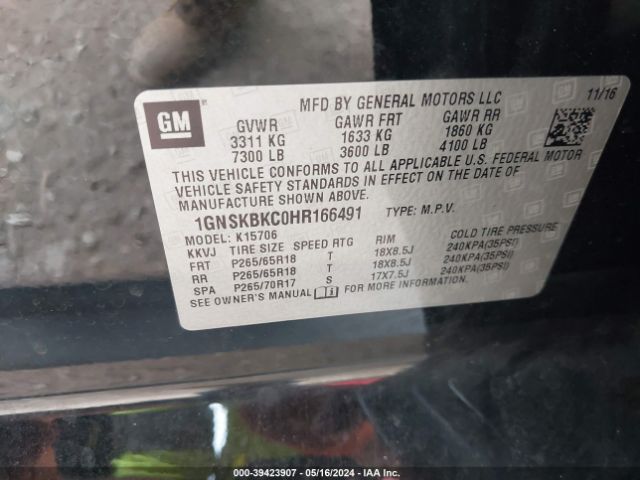 GM
MFD BY GENERAL MOTORS LLC
11/16
GVWR GAWR FRT GAWR RR
3311 KG 1633 KG 1860 KG
7300 LB 3600 LB 4100 LB
THIS VEHICLE CONFORMS TO ALL APPLICABLE U.S. FEDERAL MOTOR
VEHICLE SAFETY STANDARDS IN EFFECT ON THE DATE OF
MANUFACTURE SHOWN ABOVE.
1GNSKBKC0HR166491 TYPE: M.P.V.
MODEL: K15706
KKVJ TIRE SIZE SPEED RTG RIM COLD TIRE PRESSURE
FRT P265/65R18 T 18X8.5J 240KPA(35PSI)
RR P265/65R18 T 18X8.5J 240KPA(35PSI)
SPA P265/70R17 S 17X7.5J 240KPA(35PSI)
SEE OWNER'S MANUAL FOR MORE INFORMATION.
000-39423907 - 05/16/2024 - IAA Inc.